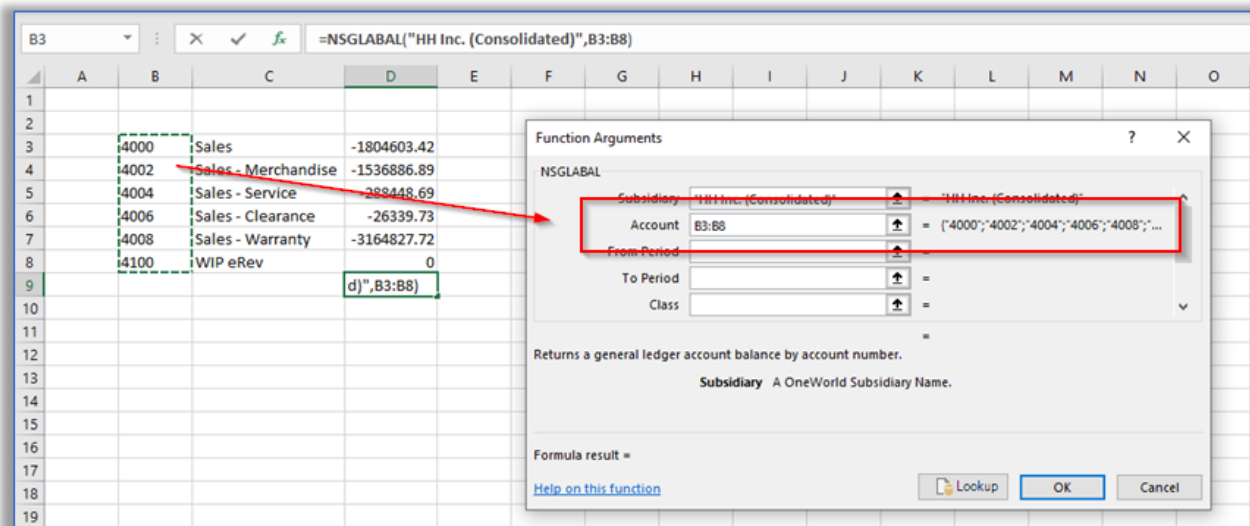 B3 fx =NSGLABAL("HH Inc. (Consolidated)",B3:B8)
A B C D E F G H I J K L M N O
1
2
3 4000 Sales -1804603.42
4 4002 Sales - Merchandise -1536886.89
5 4004 Sales - Service -288448.69
6 4006 Sales - Clearance -26339.73
7 4008 Sales - Warranty -3164827.72
8 4100 WIP eRev 0
9 d)",B3:B8)
10
11
12
13
14
15
16
17
18
19
Function Arguments ? ×
NSGLABAL
Subsidiary "HH Inc. (Consolidated)" = "HH Inc. (Consolidated)"
Account B3:B8 = {"4000";"4002";"4004";"4006";"4008";"...
From Period =
To Period =
Class =
=
Returns a general ledger account balance by account number.
Subsidiary A OneWorld Subsidiary Name.
Formula result =
Help on this function
Lookup OK Cancel